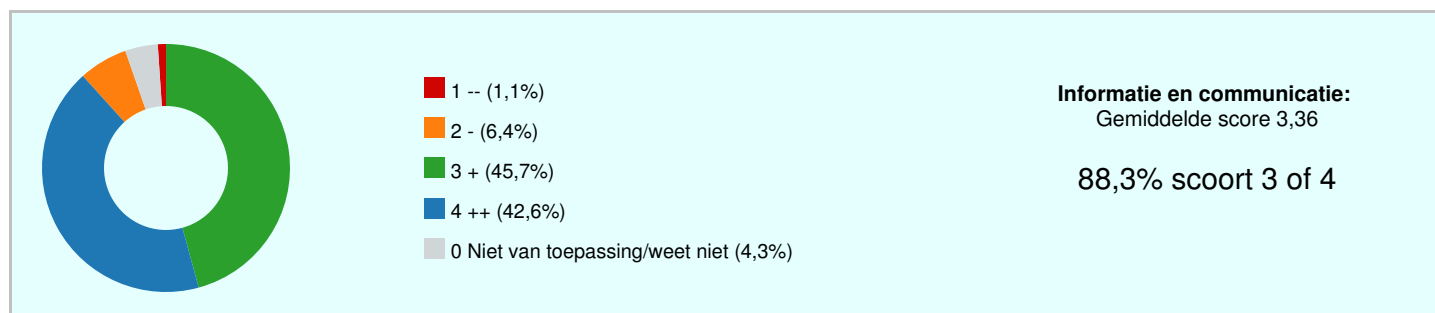 1 -- (1,1%)
2 - (6,4%)
3 + (45,7%)
4 ++ (42,6%)
0 Niet van toepassing/weet niet (4,3%)
Informatie en communicatie:
Gemiddelde score 3,36
88,3% scoort 3 of 4